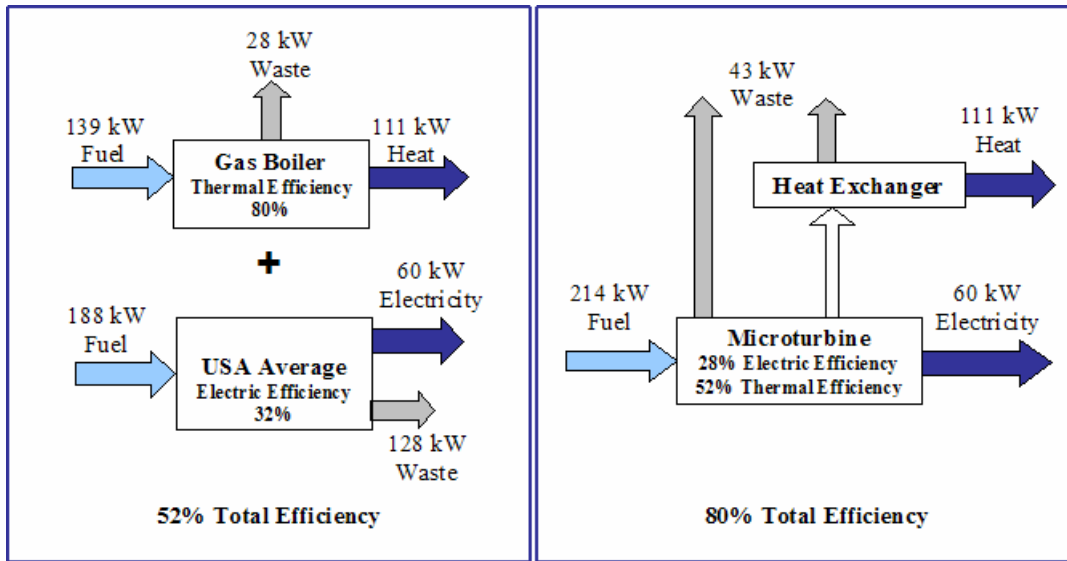 28 kW
Waste
139 kW
Fuel
Gas Boiler
Thermal Efficiency
80%
111 kW
Heat
+
188 kW
Fuel
USA Average
Electric Efficiency
32%
60 kW
Electricity
128 kW
Waste
52% Total Efficiency
43 kW
Waste
111 kW
Heat
Heat Exchanger
214 kW
Fuel
Microturbine
28% Electric Efficiency
52% Thermal Efficiency
60 kW
Electricity
80% Total Efficiency